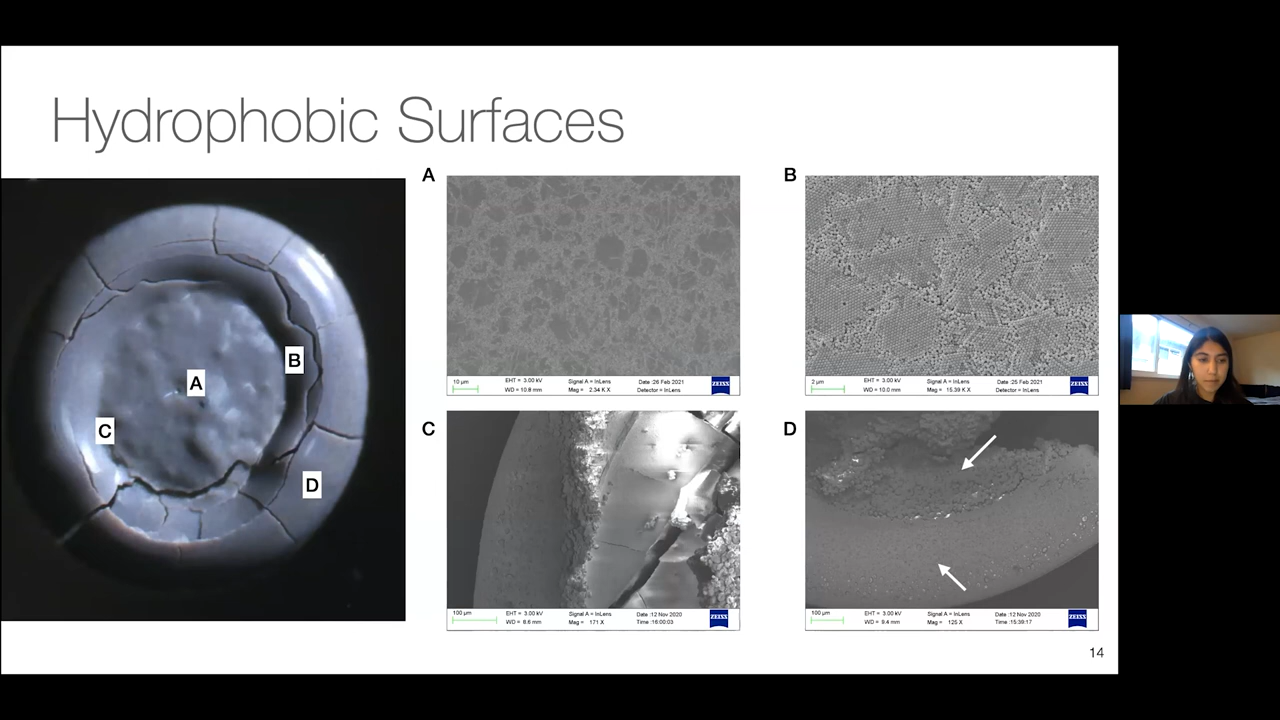 Hydrophobic Surfaces
A
B
C
D
A
10 µm
EHT = 3.00 kV
WD = 10.8 mm
Signal A = InLens
Mag = 2.34 K X
Date :26 Feb 2021
Detector = InLens
ZEISS
B
2 µm
EHT = 3.00 kV
WD = 10.0 mm
Signal A = InLens
Mag = 15.39 K X
Date :25 Feb 2021
Detector = InLens
ZEISS
C
100 µm
EHT = 3.00 kV
WD = 8.6 mm
Signal A = InLens
Mag = 171 X
Date :12 Nov 2020
Time :16:00:03
ZEISS
D
100 µm
EHT = 3.00 kV
WD = 9.4 mm
Signal A = InLens
Mag = 125 X
Date :12 Nov 2020
Time :15:39:17
ZEISS
14